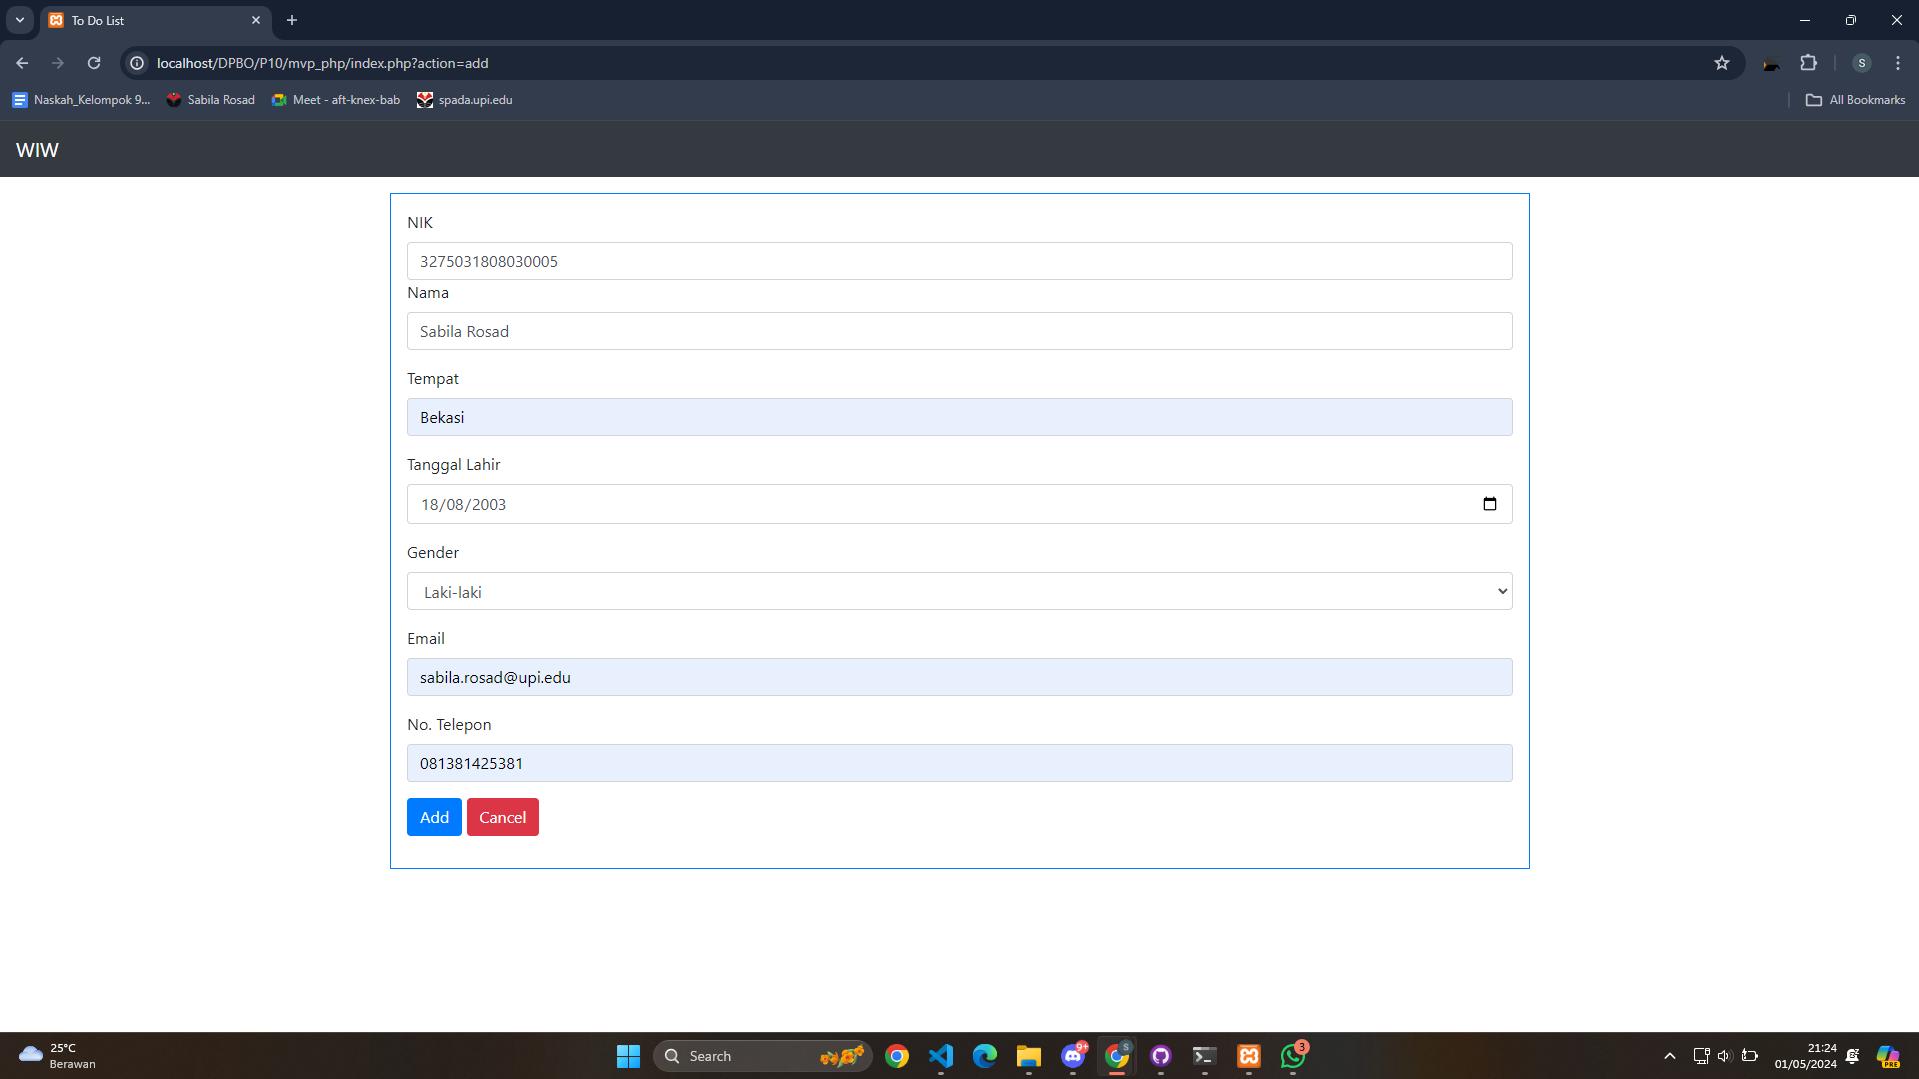 To Do List
localhost/DPBO/P10/mvp_php/index.php?action=add
S
Naskah_Kelompok 9...
Sabila Rosad
Meet - aft-knex-bab
spada.upi.edu
All Bookmarks
WIW
NIK
3275031808030005
Nama
Sabila Rosad
Tempat
Bekasi
Tanggal Lahir
18/08/2003
Gender
Laki-laki
Email
sabila.rosad@upi.edu
No. Telepon
081381425381
Add Cancel
25°C
Berawan
Search
9+
S
3
21:24
01/05/2024
PRE